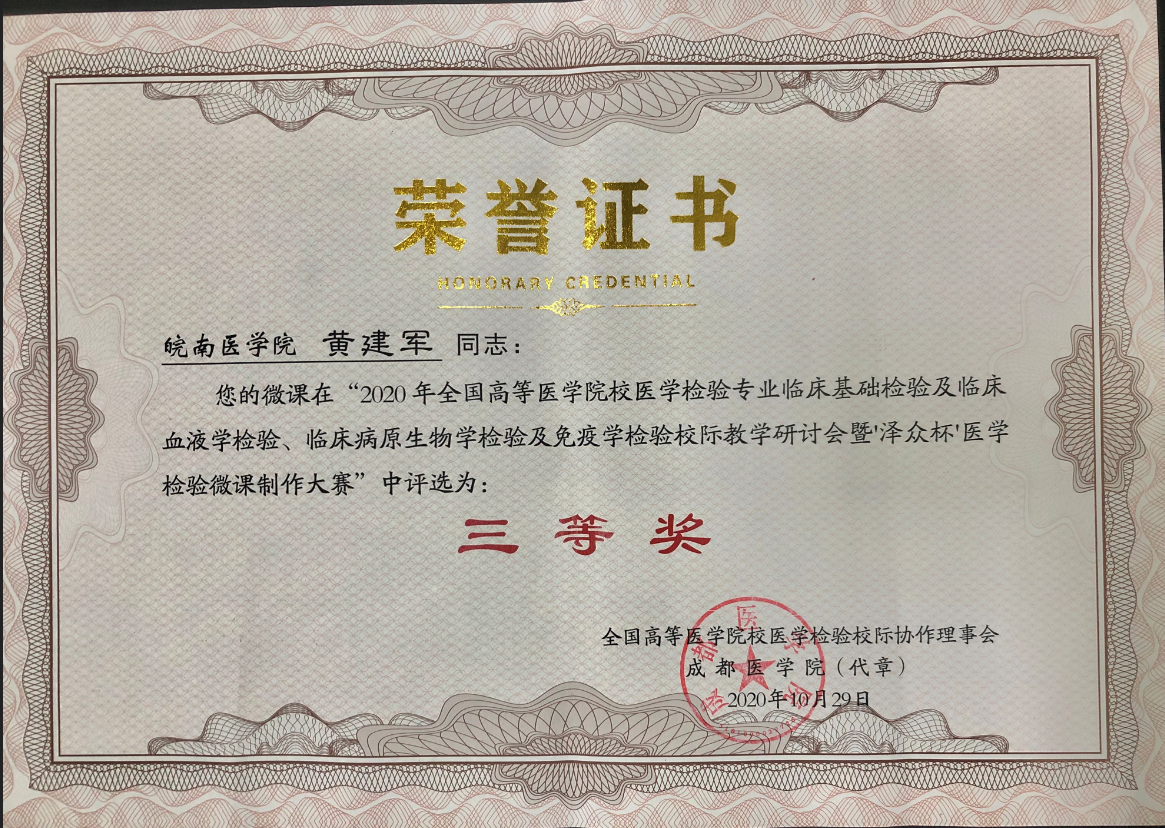 荣誉证书
HONORARY CREDENTIAL
皖南医学院 黄建军 同志：
您的微课在“2020年全国高等医学院校医学检验专业临床基础检验及临床
血液学检验、临床病原生物学检验及免疫学检验校际教学研讨会暨'泽众杯'医学
检验微课制作大赛”中评选为：
三等奖
全国高等医学院校医学检验校际协作理事会
成都医学院（代章）
2020年10月29日
成都医学院